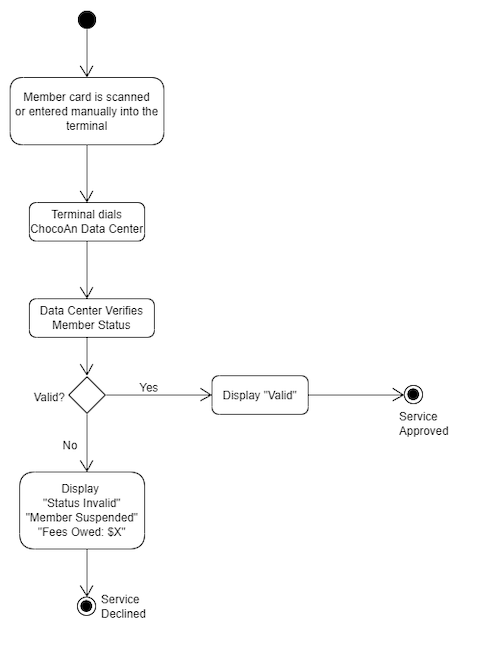 Member card is scanned
or entered manually into the
terminal
Terminal dials
ChocoAn Data Center
Data Center Verifies
Member Status
Valid?
Yes
Display "Valid"
Service
Approved
No
Display
"Status Invalid"
"Member Suspended"
"Fees Owed: $X"
Service
Declined